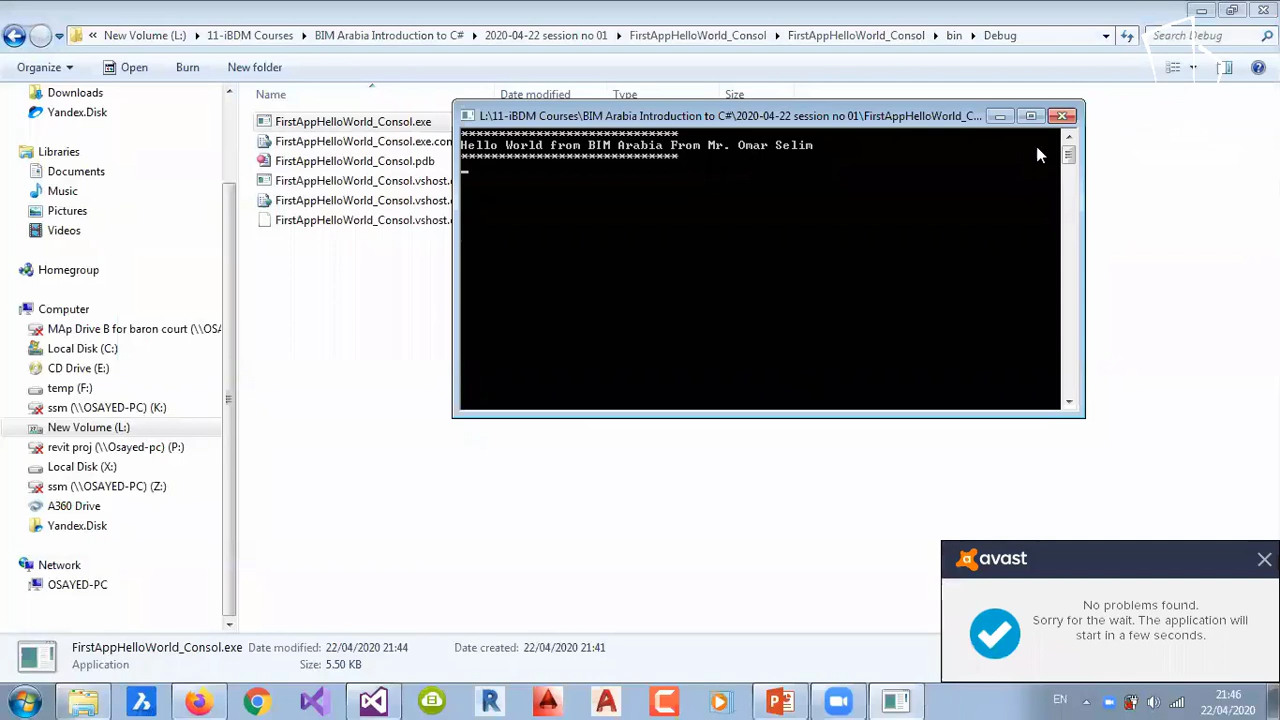 New Volume (L:) 11-iBDM Courses BIM Arabia Introduction to C# 2020-04-22 session no 01 FirstAppHelloWorld_Consol FirstAppHelloWorld_Consol bin Debug Search Debug
Organize Open Burn New folder
Name Date modified Type Size
Downloads
Yandex.Disk
Libraries
Documents
Music
Pictures
Videos
Homegroup
Computer
MAp Drive B for baron court (\\OSA
Local Disk (C:)
CD Drive (E:)
temp (F:)
ssm (\\OSAYED-PC) (K:)
New Volume (L:)
revit proj (\\Osayed-pc) (P:)
Local Disk (X:)
ssm (\\OSAYED-PC) (Z:)
A360 Drive
Yandex.Disk
Network
OSAYED-PC
FirstAppHelloWorld_Consol.exe
FirstAppHelloWorld_Consol.exe.con
FirstAppHelloWorld_Consol.pdb
FirstAppHelloWorld_Consol.vshost.e
FirstAppHelloWorld_Consol.vshost.e
FirstAppHelloWorld_Consol.vshost.e
L:\11-iBDM Courses\BIM Arabia Introduction to C#\2020-04-22 session no 01\FirstAppHelloWorld_C...
*****************************
Hello World from BIM Arabia From Mr. Omar Selim
*****************************
avast
No problems found.
Sorry for the wait. The application will
start in a few seconds.
FirstAppHelloWorld_Consol.exe Date modified: 22/04/2020 21:44 Date created: 22/04/2020 21:41
Application Size: 5.50 KB
EN 21:46
22/04/2020